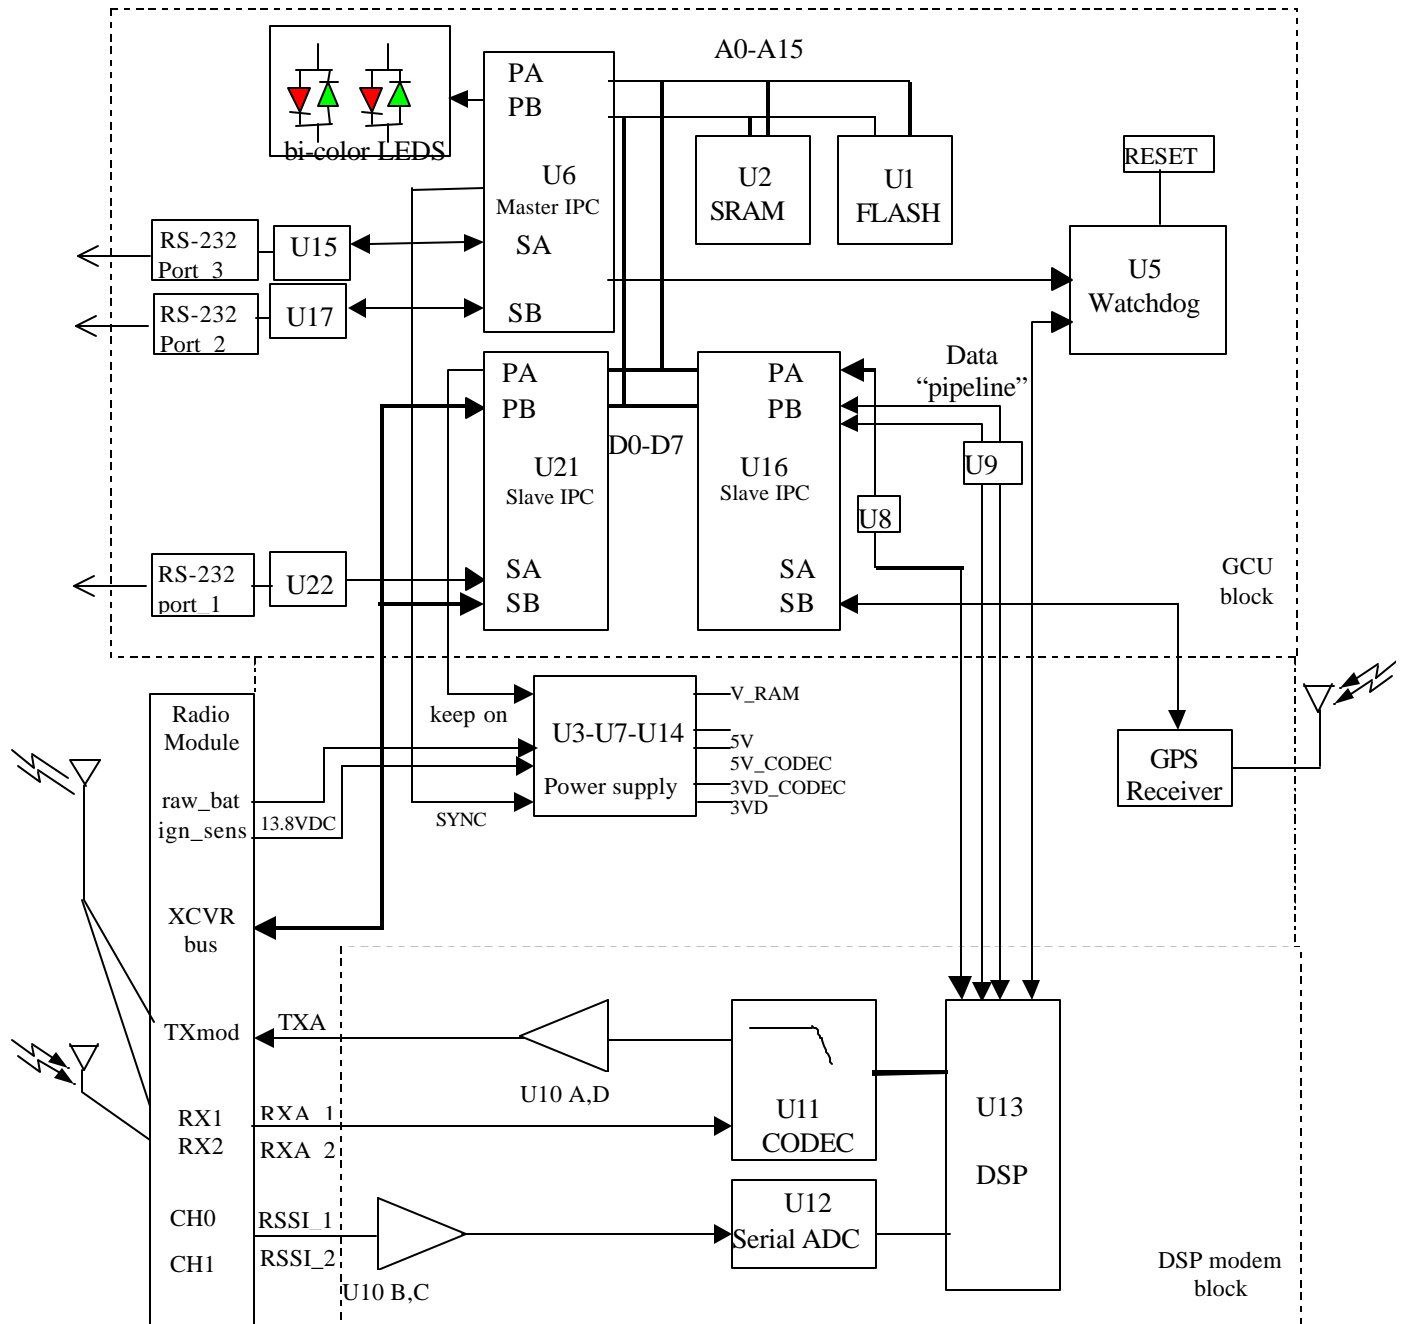 A0-A15
bi-color LEDS
PA
PB
U6
Master IPC
SA
SB
U2
SRAM
U1
FLASH
RESET
U5
Watchdog
RS-232
Port_3
U15
RS-232
Port_2
U17
PA
PB
D0-D7
U21
Slave IPC
SA
SB
PA
PB
U16
Slave IPC
SA
SB
Data
“pipeline”
U9
U8
RS-232
port_1
U22
GCU
block
Radio
Module
raw_bat
ign_sens
13.8VDC
keep on
SYNC
U3-U7-U14
Power supply
V_RAM
5V
5V_CODEC
3VD_CODEC
3VD
GPS
Receiver
XCVR
bus
TXmod
TXA
U10 A,D
U11
CODEC
U13
DSP
RX1
RX2
RXA_1
RXA_2
CH0
CH1
RSSI_1
RSSI_2
U10 B,C
U12
Serial ADC
DSP modem
block